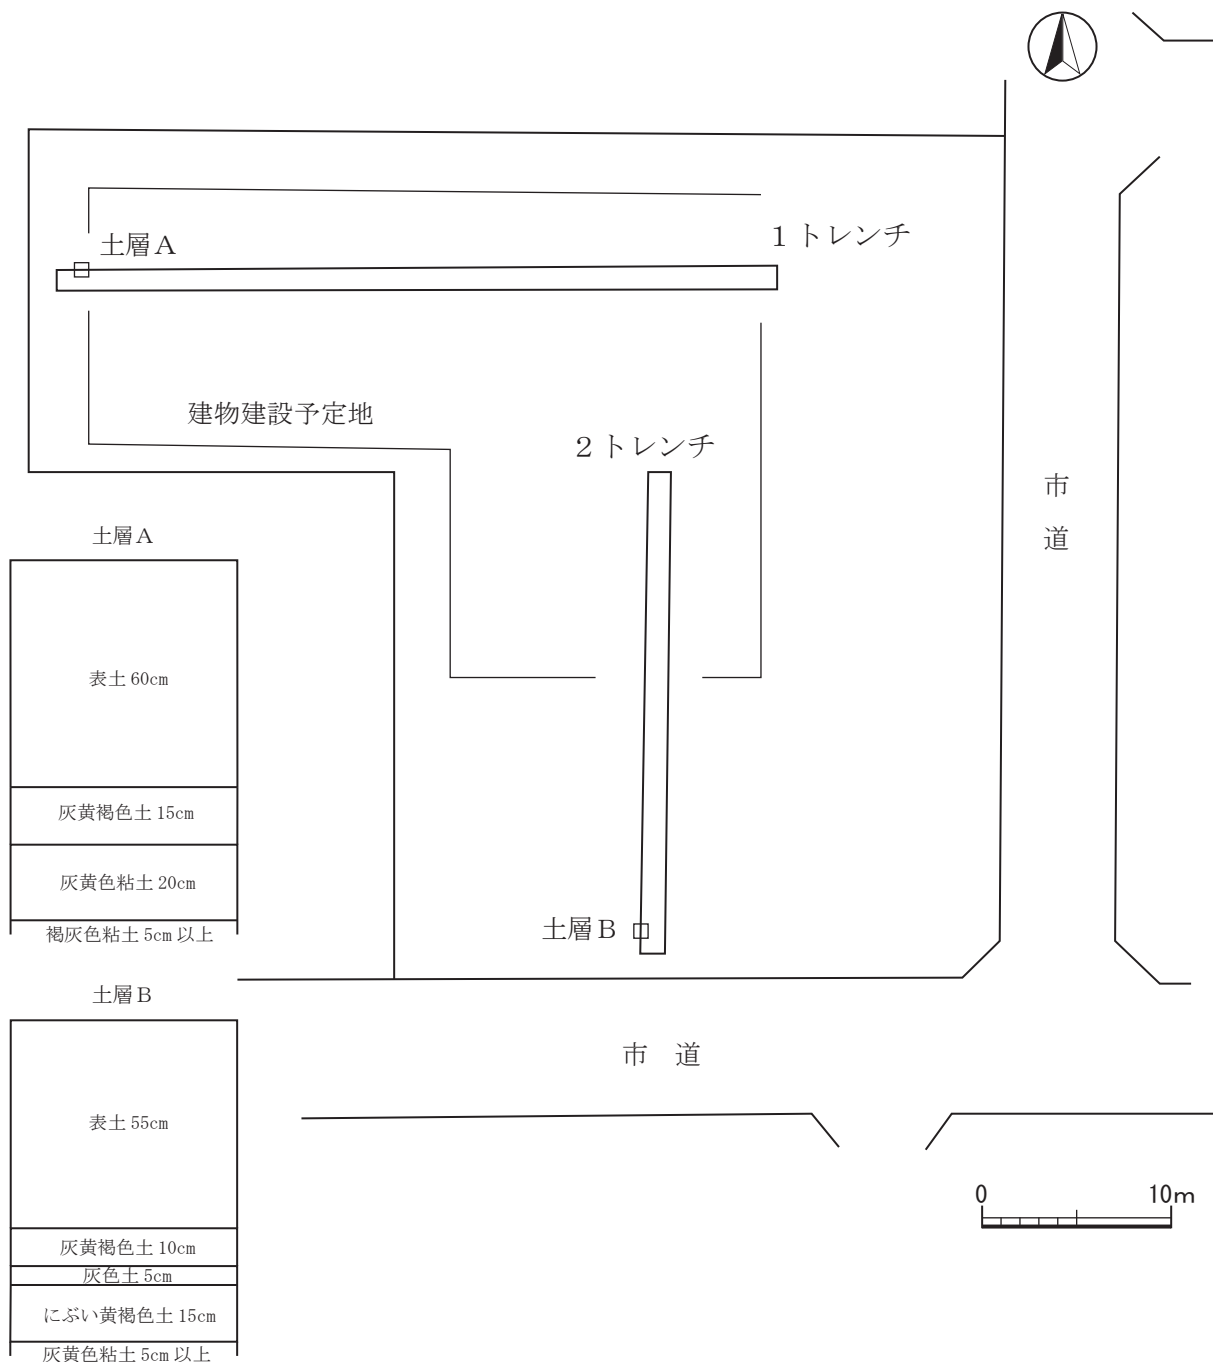 土層Ａ
１トレンチ
建物建設予定地
２トレンチ
市
道
土層Ａ
表土 60cm
灰黄褐色土 15cm
灰黄色粘土 20cm
褐灰色粘土 5cm 以上
土層Ｂ
土層Ｂ
表土 55cm
灰黄褐色土 10cm
灰色土 5cm
にぶい黄褐色土 15cm
灰黄色粘土 5cm 以上
市　道
0 10m